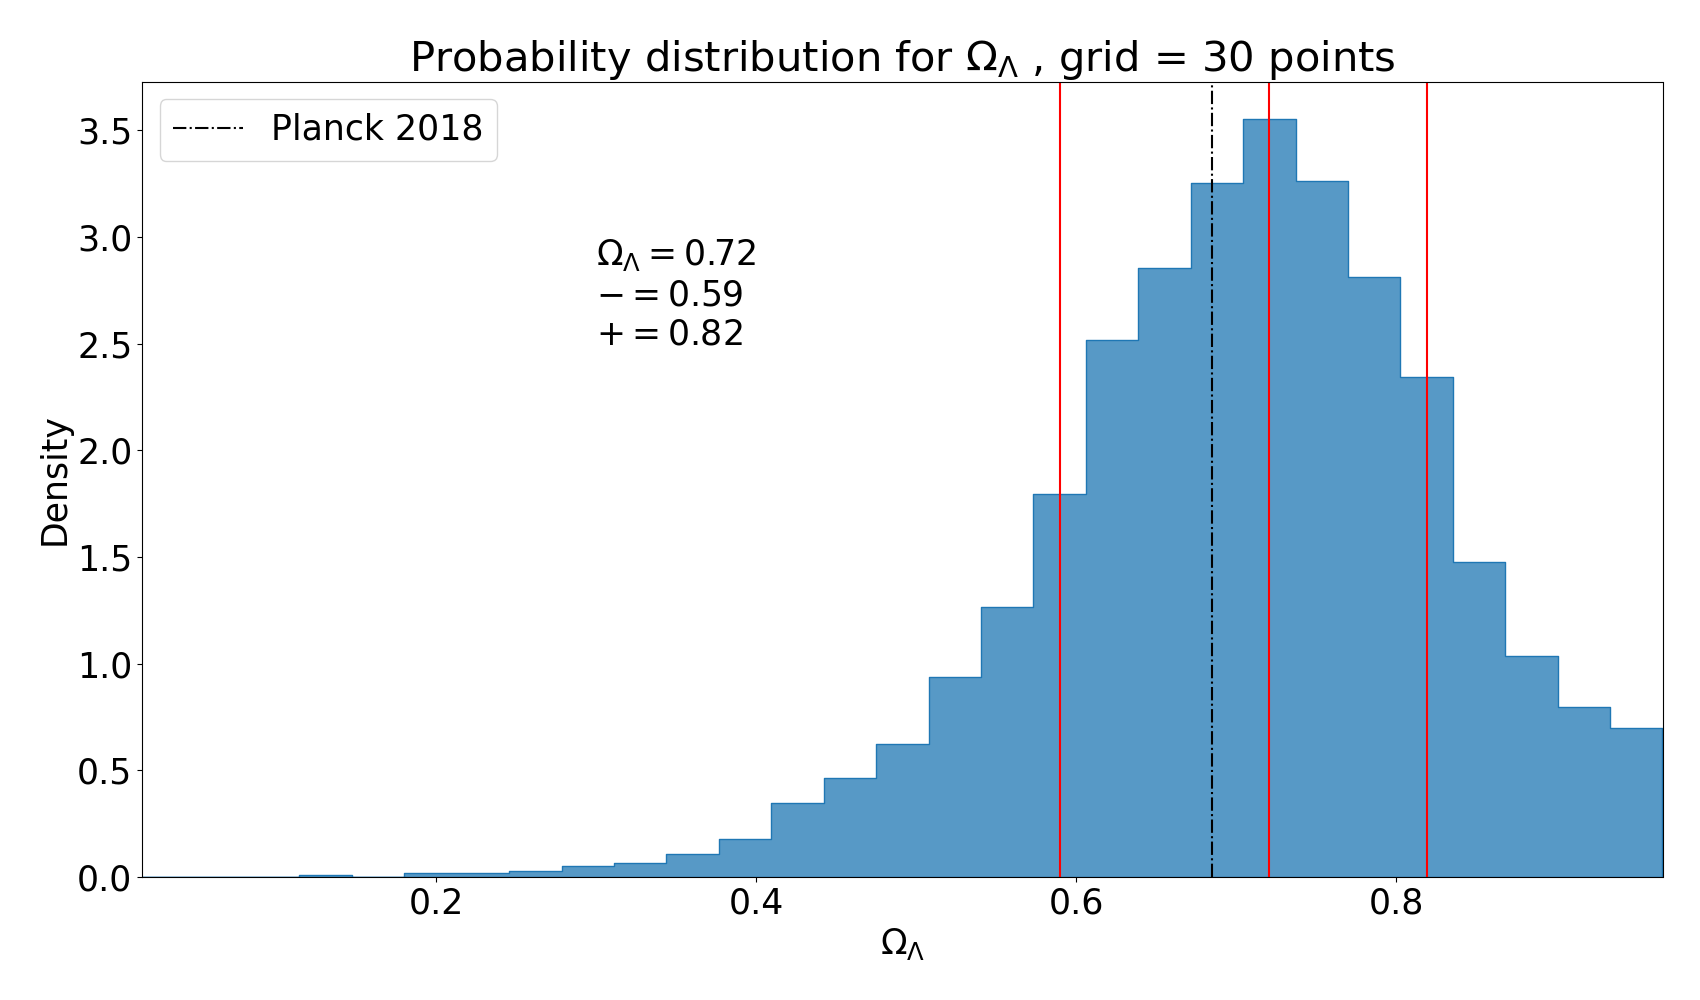 Probability distribution for Ω_Λ , grid = 30 points
Planck 2018
Ω_Λ = 0.72
− = 0.59
+ = 0.82
Density
3.5
3.0
2.5
2.0
1.5
1.0
0.5
0.0
0.2 0.4 0.6 0.8
Ω_Λ